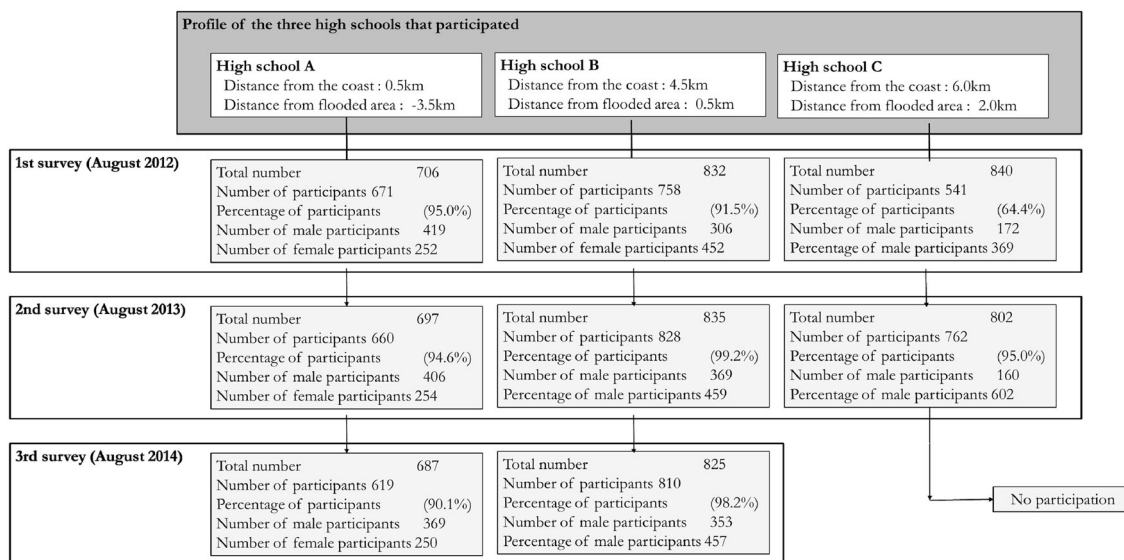 Profile of the three high schools that participated
High school A
Distance from the coast : 0.5km
Distance from flooded area : -3.5km
High school B
Distance from the coast : 4.5km
Distance from flooded area : 0.5km
High school C
Distance from the coast : 6.0km
Distance from flooded area : 2.0km
1st survey (August 2012)
Total number 706
Number of participants 671
Percentage of participants (95.0%)
Number of male participants 419
Number of female participants 252
Total number 832
Number of participants 758
Percentage of participants (91.5%)
Number of male participants 306
Number of female participants 452
Total number 840
Number of participants 541
Percentage of participants (64.4%)
Number of male participants 172
Percentage of male participants 369
2nd survey (August 2013)
Total number 697
Number of participants 660
Percentage of participants (94.6%)
Number of male participants 406
Number of female participants 254
Total number 835
Number of participants 828
Percentage of participants (99.2%)
Number of male participants 369
Percentage of male participants 459
Total number 802
Number of participants 762
Percentage of participants (95.0%)
Number of male participants 160
Percentage of male participants 602
3rd survey (August 2014)
Total number 687
Number of participants 619
Percentage of participants (90.1%)
Number of male participants 369
Number of female participants 250
Total number 825
Number of participants 810
Percentage of participants (98.2%)
Number of male participants 353
Percentage of male participants 457
No participation